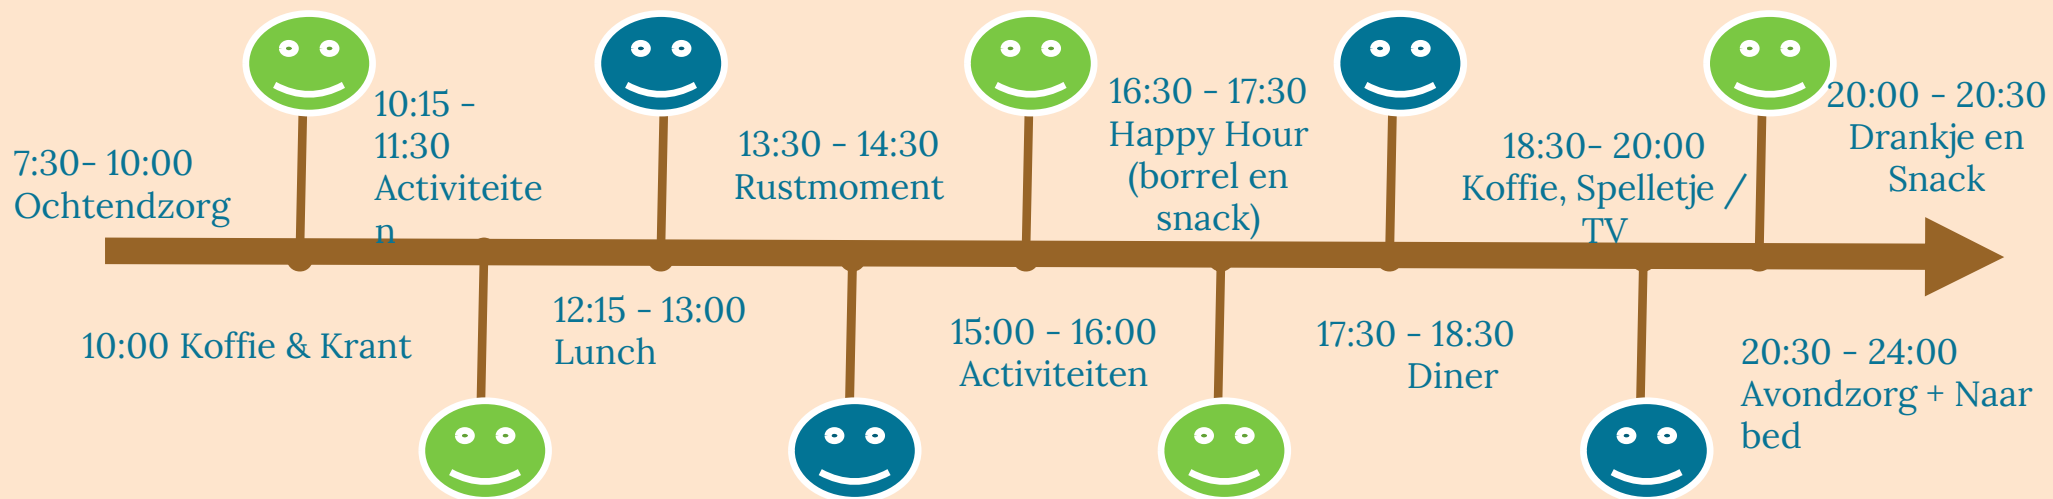 7:30- 10:00
Ochtendzorg
10:00 Koffie & Krant
10:15 -
11:30
Activiteite
n
12:15 - 13:00
Lunch
13:30 - 14:30
Rustmoment
15:00 - 16:00
Activiteiten
16:30 - 17:30
Happy Hour
(borrel en
snack)
17:30 - 18:30
Diner
18:30- 20:00
Koffie, Spelletje /
TV
20:00 - 20:30
Drankje en
Snack
20:30 - 24:00
Avondzorg + Naar
bed